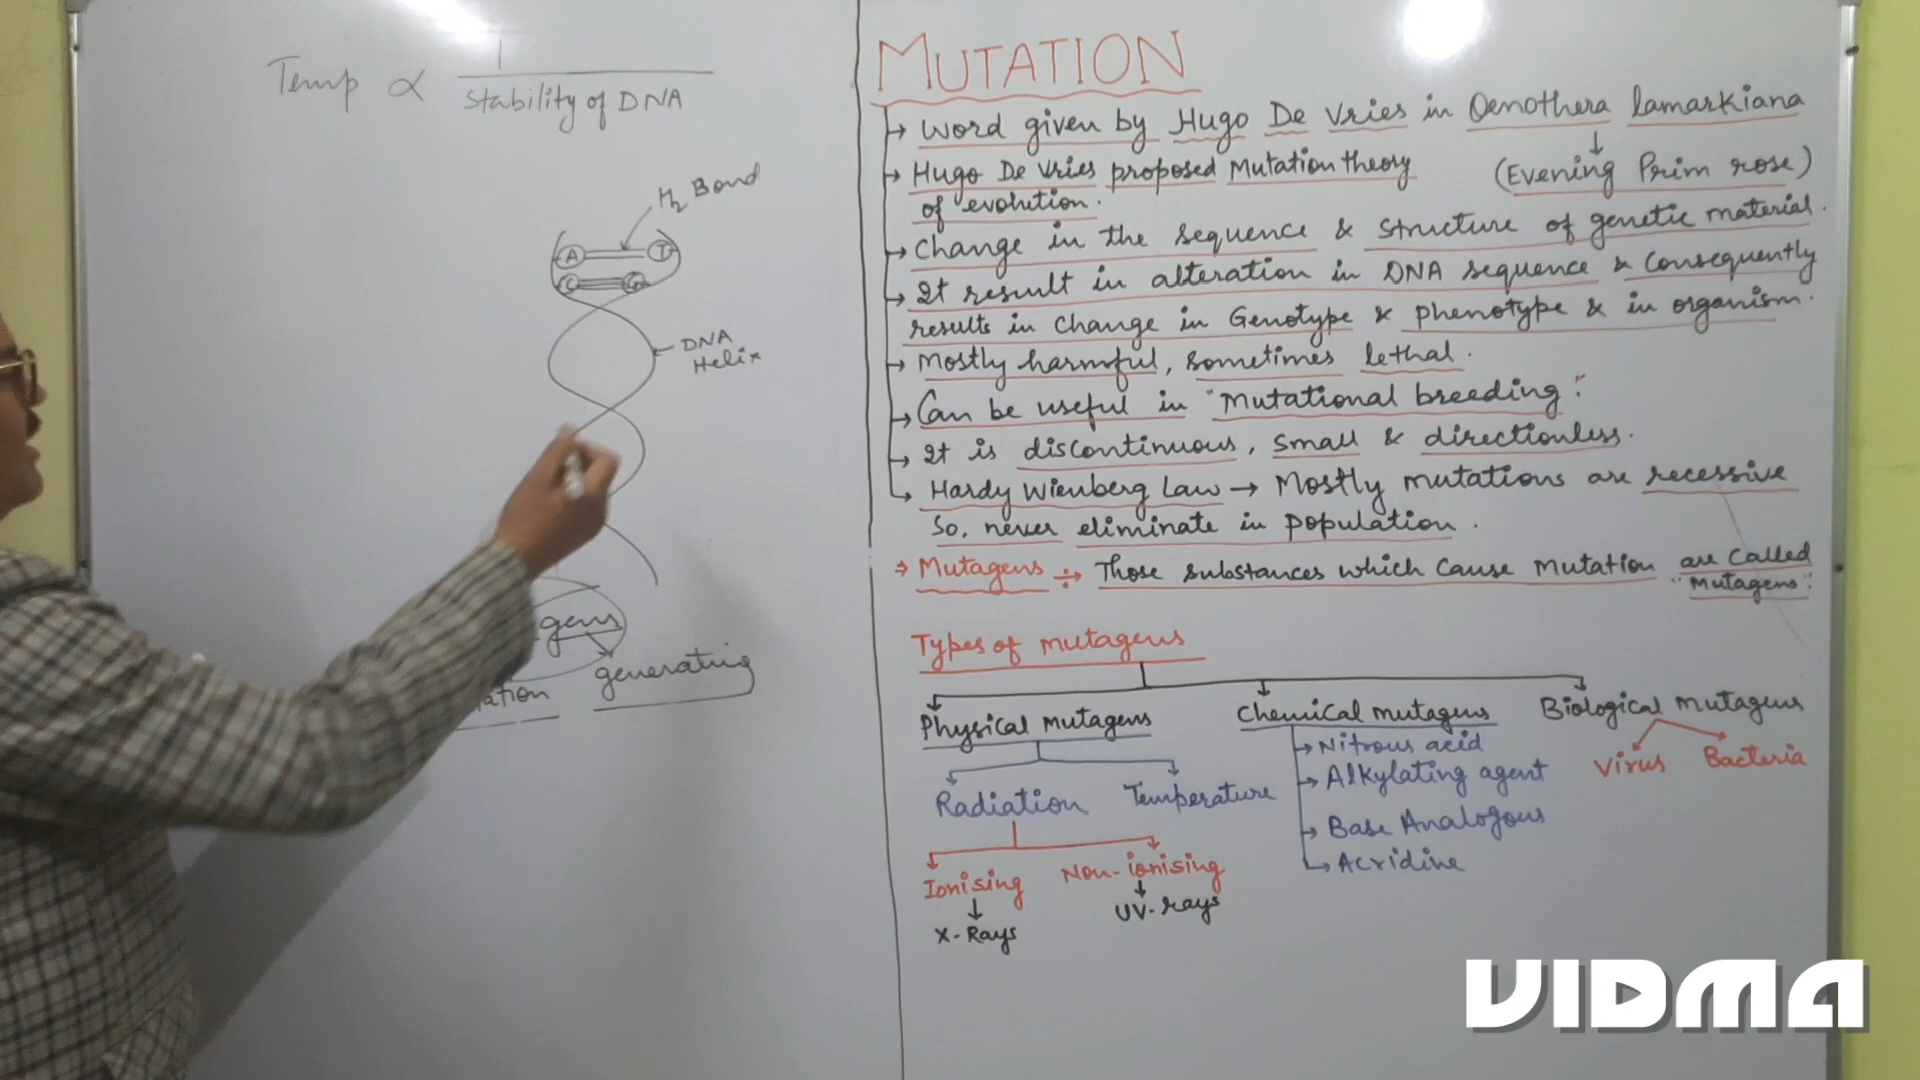 Temp ∝ 1
stability of DNA
H2 Bond
A T
C G
DNA
Helix
gens
generating
ation
MUTATION
→ word given by Hugo De Vries in Oenothera lamarkiana
→ Hugo De Vries proposed Mutation theory (Evening Prim rose)
of evolution.
→ change in the sequence & structure of genetic material.
→ It result in alteration in DNA sequence & consequently
results in change in Genotype & phenotype & in organism.
→ mostly harmful, sometimes lethal.
→ Can be useful in "Mutational breeding".
→ It is discontinuous, small & directionless.
→ Hardy Wienberg Law → Mostly mutations are recessive
So, never eliminate in population.
⇒ Mutagens ÷→ Those substances which cause mutation are called
"Mutagens".
Types of mutagens
Physical mutagens Chemical mutagens Biological mutagens
→ Nitrous acid
Virus Bacteria
→ Alkylating agent
Radiation Temperature
→ Base Analogous
→ Acridine
Ionising Non-ionising
↓ ↓
X-Rays UV-rays
VIDMA